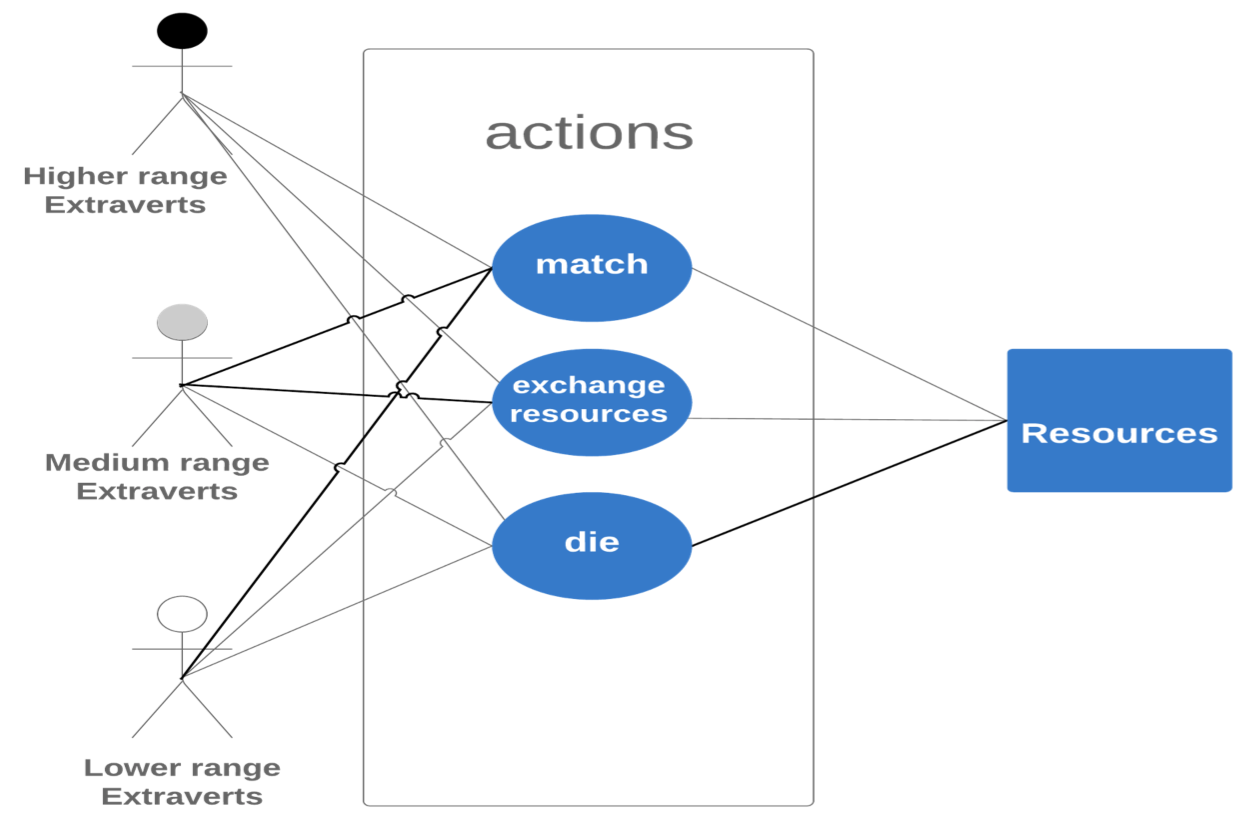 actions
Higher range
Extraverts
match
exchange
resources
Resources
Medium range
Extraverts
die
Lower range
Extraverts